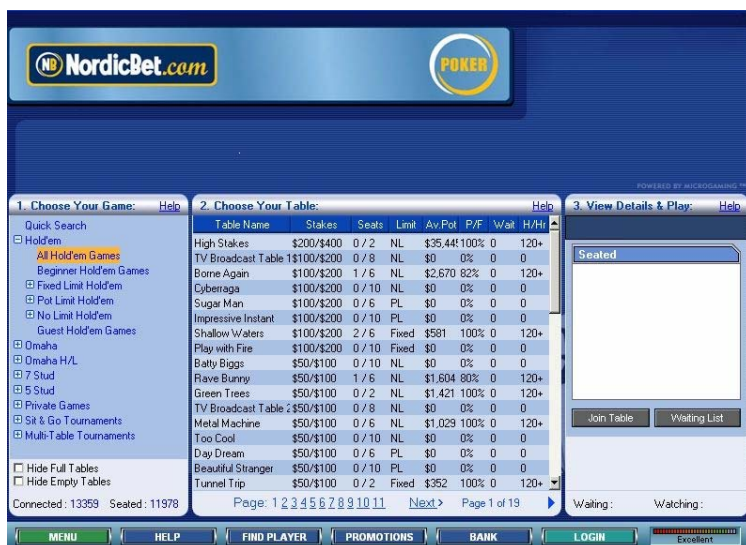 NB NordicBet.com
POKER
POWERED BY MICROGAMING™
1. Choose Your Game: Help
Quick Search
Hold'em
All Hold'em Games
Beginner Hold'em Games
Fixed Limit Hold'em
Pot Limit Hold'em
No Limit Hold'em
Guest Hold'em Games
Omaha
Omaha H/L
7 Stud
5 Stud
Private Games
Sit & Go Tournaments
Multi-Table Tournaments
Hide Full Tables
Hide Empty Tables
Connected : 13359 Seated : 11978
2. Choose Your Table: Help
Table Name Stakes Seats Limit Av.Pot P/F Wait H/Hr
High Stakes $200/$400 0 / 2 NL $35,44 100% 0 120+
TV Broadcast Table 1 $100/$200 0 / 8 NL $0 0% 0 0
Borne Again $100/$200 1 / 6 NL $2,670 82% 0 120+
Cyberraga $100/$200 0 / 10 NL $0 0% 0 0
Sugar Man $100/$200 0 / 6 PL $0 0% 0 0
Impressive Instant $100/$200 0 / 10 PL $0 0% 0 0
Shallow Waters $100/$200 2 / 6 Fixed $581 100% 0 120+
Play with Fire $100/$200 0 / 10 Fixed $0 0% 0 0
Batty Biggs $50/$100 0 / 10 NL $0 0% 0 0
Rave Bunny $50/$100 1 / 6 NL $1,604 80% 0 120+
Green Trees $50/$100 0 / 2 NL $1,421 100% 0 120+
TV Broadcast Table 2 $50/$100 0 / 8 NL $0 0% 0 0
Metal Machine $50/$100 0 / 6 NL $1,029 100% 0 120+
Too Cool $50/$100 0 / 10 NL $0 0% 0 0
Day Dream $50/$100 0 / 6 PL $0 0% 0 0
Beautiful Stranger $50/$100 0 / 10 PL $0 0% 0 0
Tunnel Trip $50/$100 0 / 2 Fixed $352 100% 0 120+
Page: 1 2 3 4 5 6 7 8 9 10 11 Next> Page 1 of 19
3. View Details & Play: Help
Seated
Join Table Waiting List
Waiting : Watching :
MENU HELP FIND PLAYER PROMOTIONS BANK LOGIN Excellent